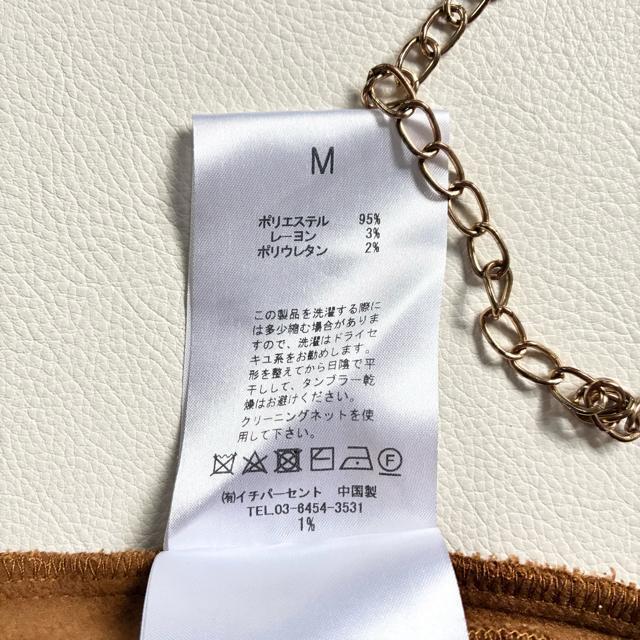 M
ポリエステル 95%
レーヨン 3%
ポリウレタン 2%
この製品を洗濯する際に
は多少縮む場合がありま
すので、洗濯はドライセ
キユ系をお勧めします。
形を整えてから日陰で平
干しして、タンブラー乾
燥はお避けください。
クリーニングネットを使
用して下さい。
F
㈲イチパーセント 中国製
TEL.03-6454-3531
1%